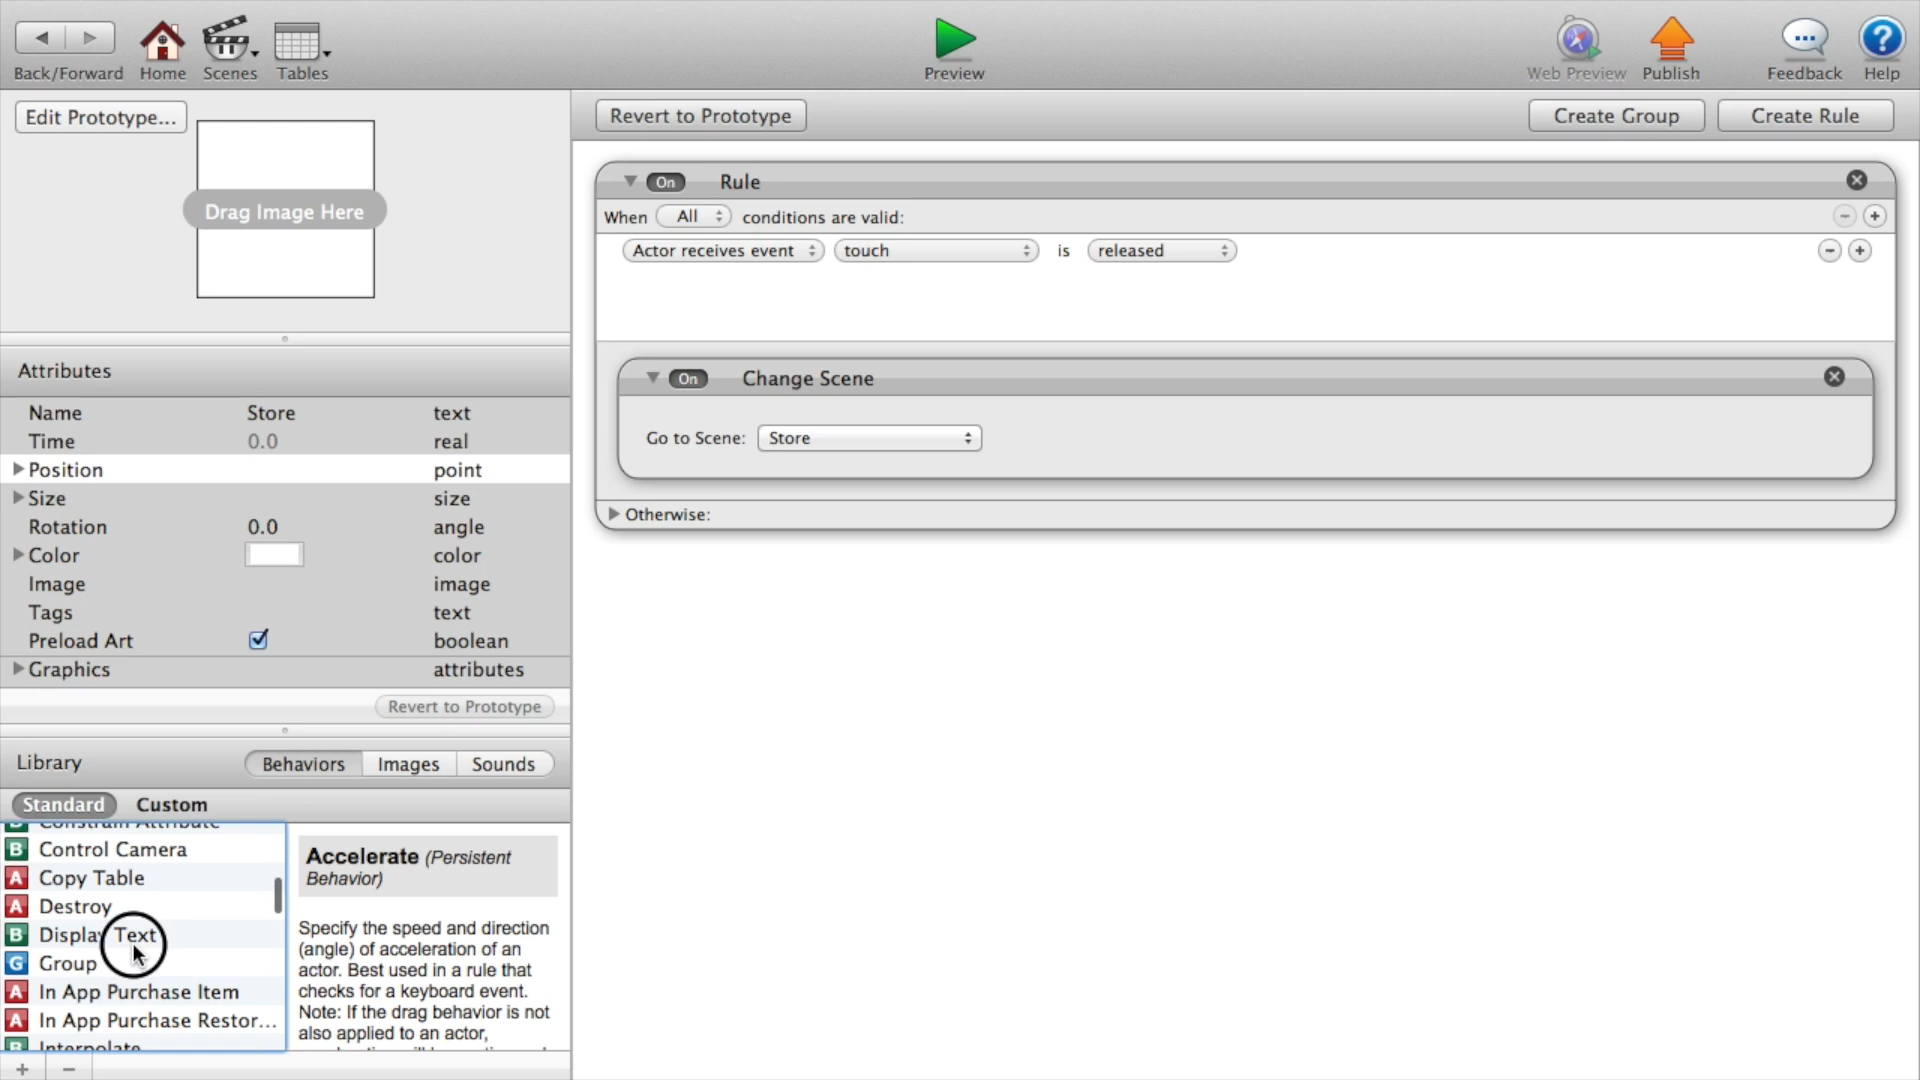 Back/Forward
Home
Scenes
Tables
Preview
Web Preview
Publish
Feedback
Help
Edit Prototype...
Drag Image Here
Revert to Prototype
Create Group
Create Rule
On Rule
When All conditions are valid:
Actor receives event touch is released
On Change Scene
Go to Scene: Store
Otherwise:
Attributes
Name Store text
Time 0.0 real
Position point
Size size
Rotation 0.0 angle
Color color
Image image
Tags text
Preload Art boolean
Graphics attributes
Revert to Prototype
Library Behaviors Images Sounds
Standard Custom
B Constrain Attribute
B Control Camera
A Copy Table
A Destroy
B Display Text
G Group
A In App Purchase Item
A In App Purchase Restor...
B Interpolate
Accelerate (Persistent
Behavior)
Specify the speed and direction
(angle) of acceleration of an
actor. Best used in a rule that
checks for a keyboard event.
Note: If the drag behavior is not
also applied to an actor,